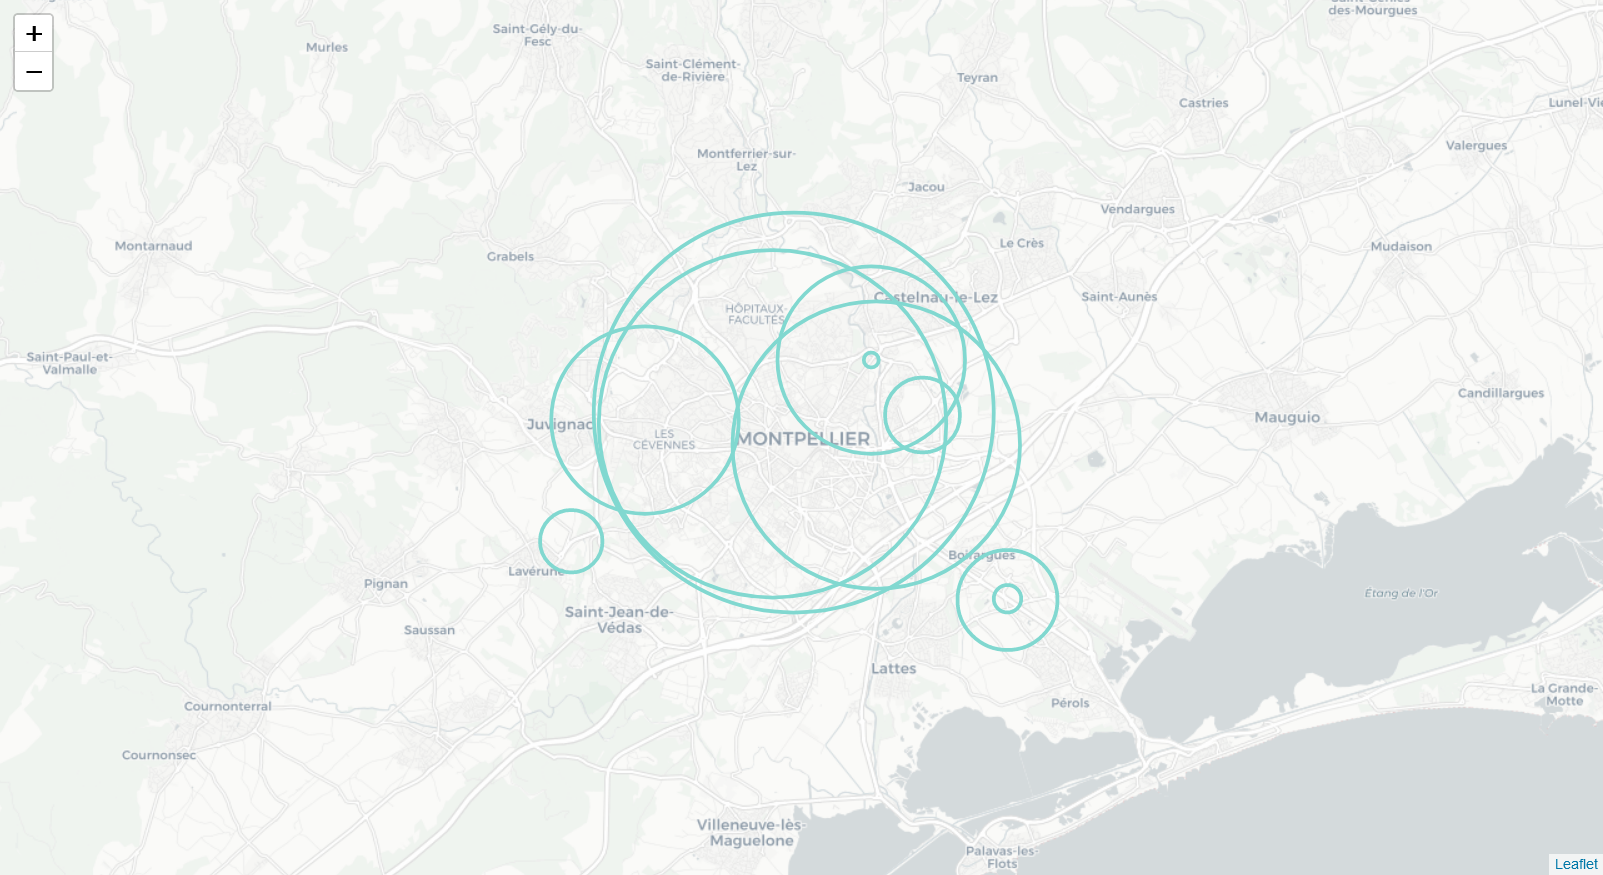 +
−
Murles
Saint-Gély-du-
Fesc
Saint-Clément-
de-Rivière
des-Mourgues
Teyran
Castries
Lunel-Vie
Valergues
Montferrier-sur-
Lez
Jacou
Vendargues
Le Crès
Mudaison
Montarnaud
Grabels
Saint-Aunès
Castelnau-le-Lez
HÔPITAUX-
FACULTÉS
Saint-Paul-et-
Valmalle
Candillargues
Mauguio
Juvignac
LES
CÉVENNES
MONTPELLIER
Boirargues
Lavérune
Pignan
Etang de l'Or
Saint-Jean-de-
Védas
Saussan
Lattes
La Grande-
Motte
Pérols
Cournonterral
Cournonsec
Villeneuve-lès-
Maguelone
Palavas-les-
Flots
Leaflet